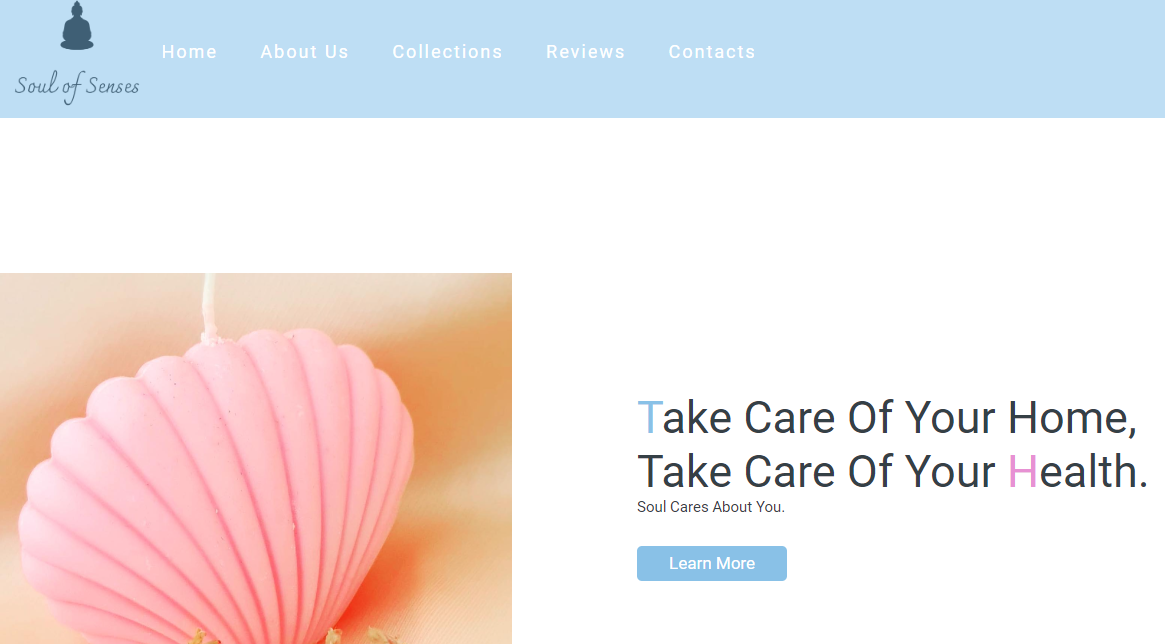 Soul of Senses
Home About Us Collections Reviews Contacts
Take Care Of Your Home,
Take Care Of Your Health.
Soul Cares About You.
Learn More